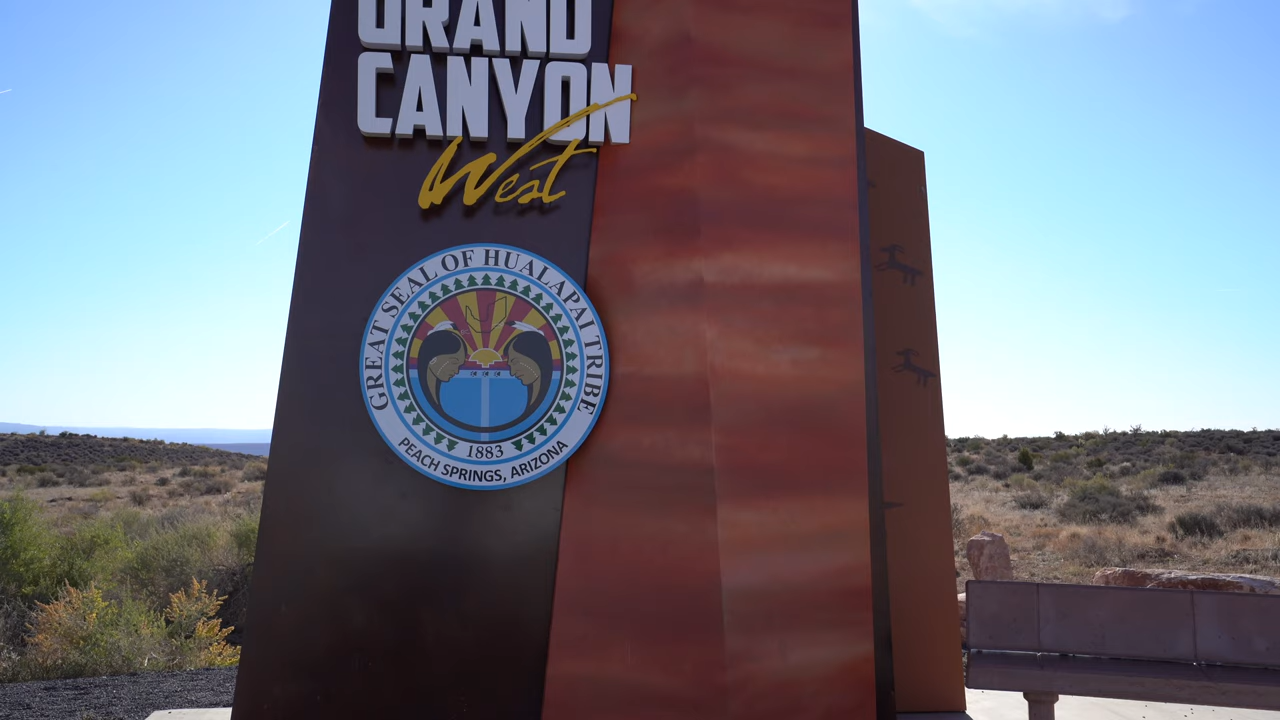 GRAND
CANYON
West
GREAT SEAL OF HUALAPAI TRIBE
1883
PEACH SPRINGS, ARIZONA